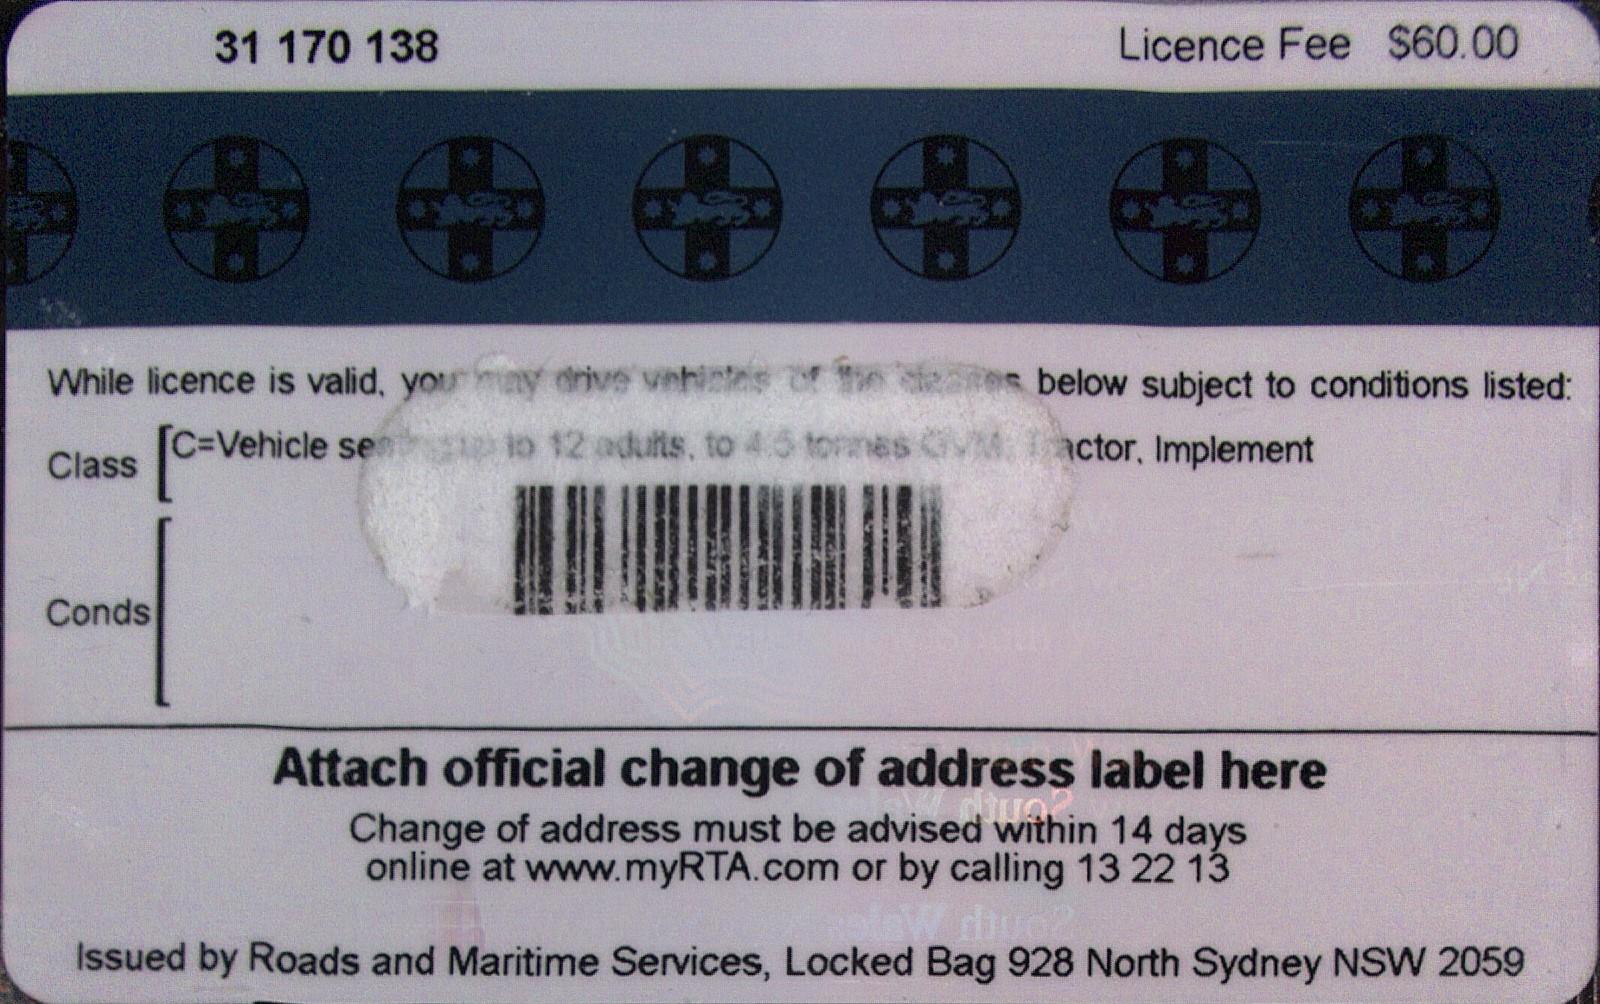 31 170 138 Licence Fee $60.00
While licence is valid, you may drive vehicles of the classes below subject to conditions listed:
Class C=Vehicle seating up to 12 adults, to 4.5 tonnes GVM, Tractor, Implement
Conds
Attach official change of address label here
Change of address must be advised within 14 days
online at www.myRTA.com or by calling 13 22 13
Issued by Roads and Maritime Services, Locked Bag 928 North Sydney NSW 2059